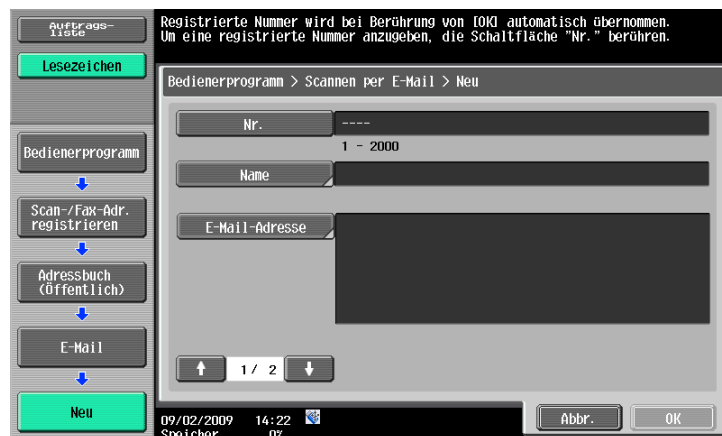 Auftrags-
liste
Lesezeichen
Bedienerprogramm
Scan-/Fax-Adr.
registrieren
Adressbuch
(Öffentlich)
E-Mail
Neu
Registrierte Nummer wird bei Berührung von [OK] automatisch übernommen.
Um eine registrierte Nummer anzugeben, die Schaltfläche "Nr." berühren.
Bedienerprogramm > Scannen per E-Mail > Neu
Nr. ----
1 - 2000
Name
E-Mail-Adresse
1/ 2
09/02/2009 14:22
Speicher 0%
Abbr. OK